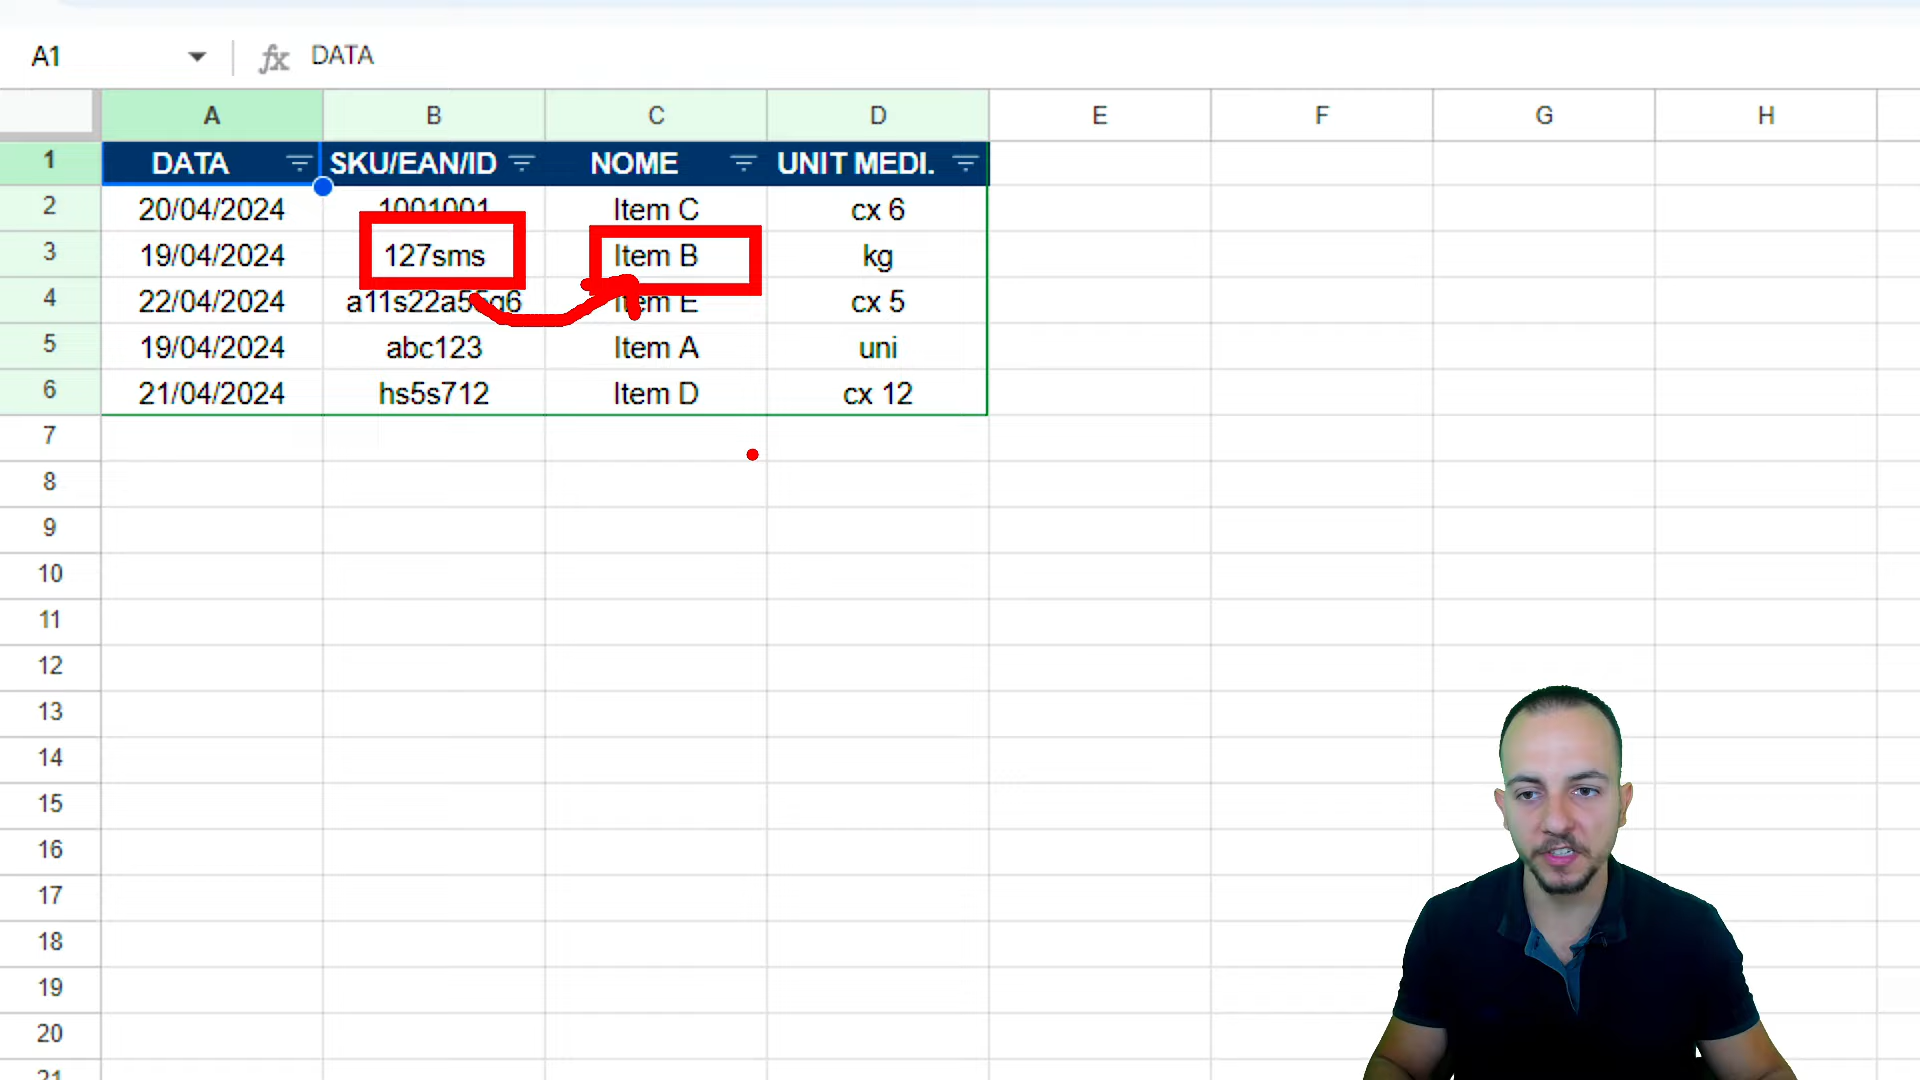 A1 fx DATA
A B C D E F G H
1 DATA SKU/EAN/ID NOME UNIT MEDI.
2 20/04/2024 1001001 Item C cx 6
3 19/04/2024 127sms Item B kg
4 22/04/2024 Item E cx 5
5 19/04/2024 abc123 Item A uni
6 21/04/2024 hs5s712 Item D cx 12
7
8
9
10
11
12
13
14
15
16
17
18
19
20
21